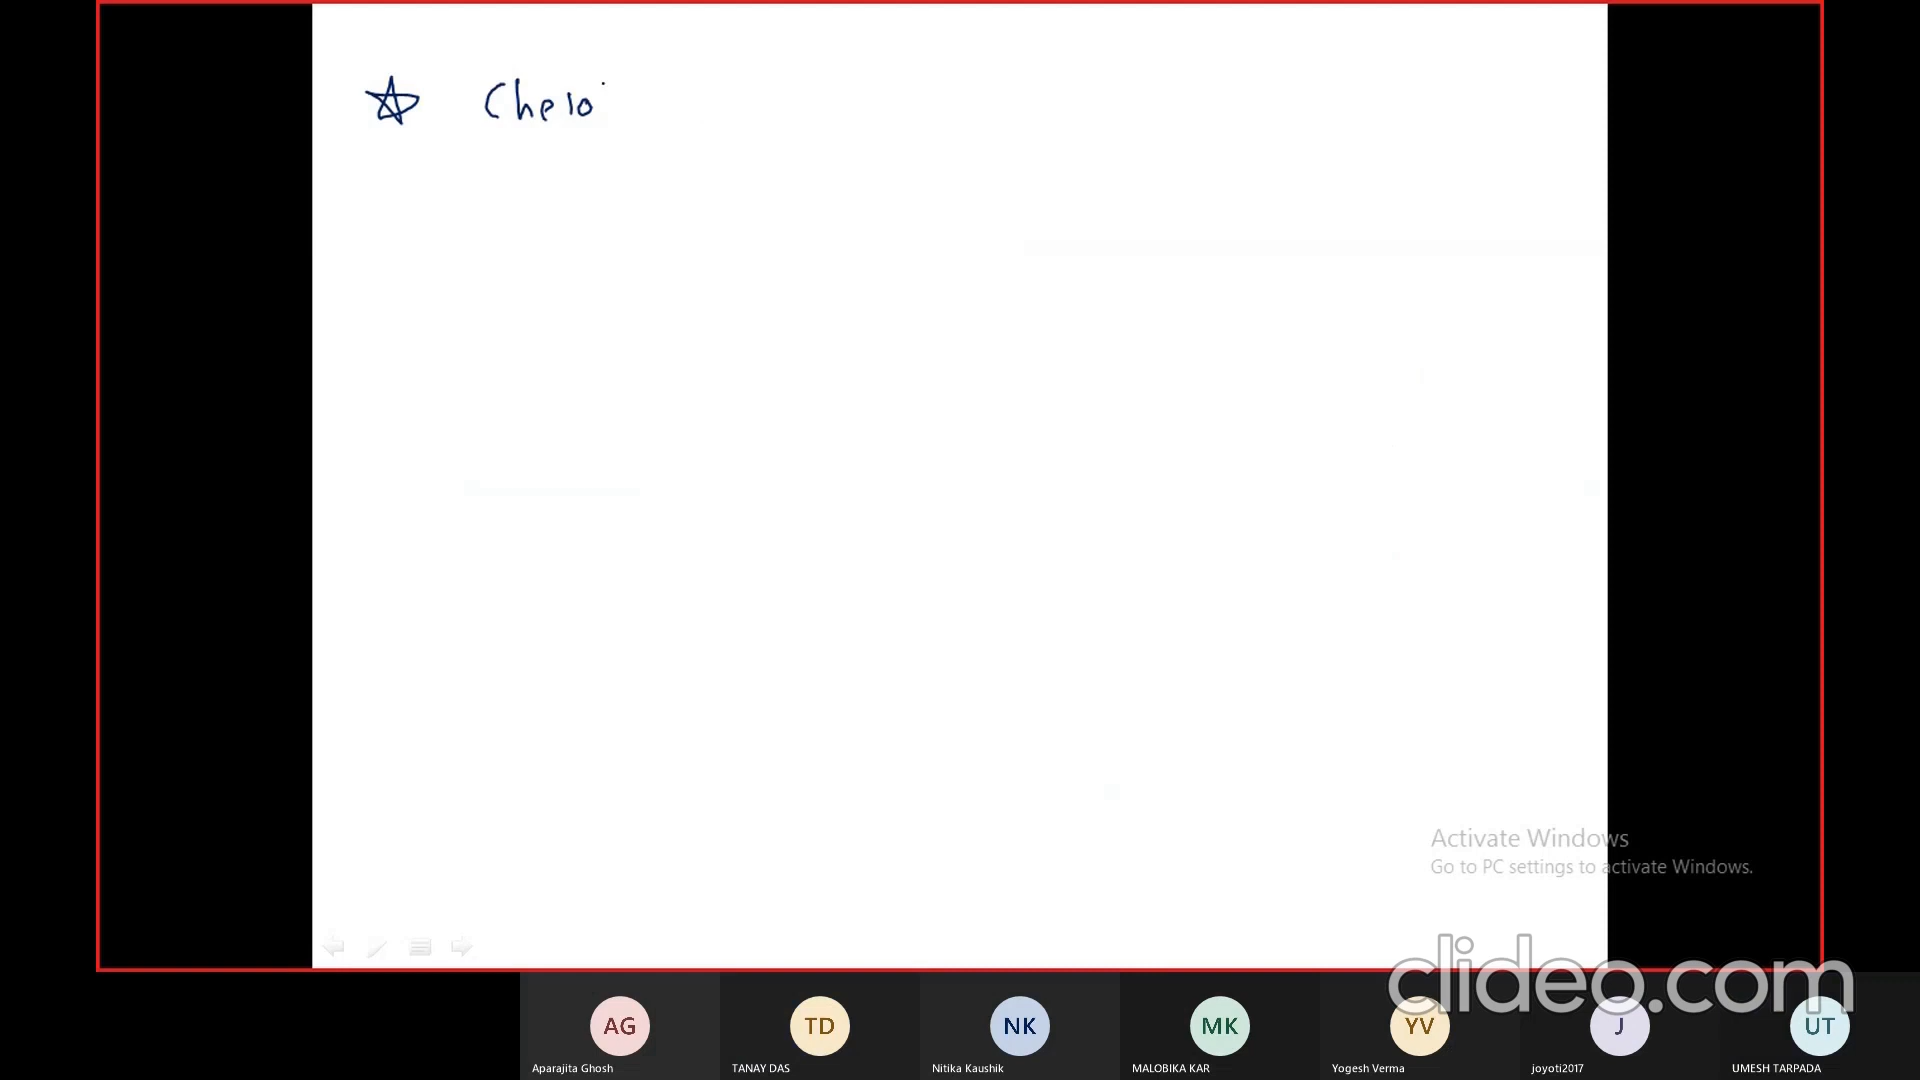 Chelo
Activate Windows
Go to PC settings to activate Windows.
clideo.com
AG TD NK MK YV J UT
Aparajita Ghosh TANAY DAS Nitika Kaushik MALOBIKA KAR Yogesh Verma joyoti2017 UMESH TARPADA